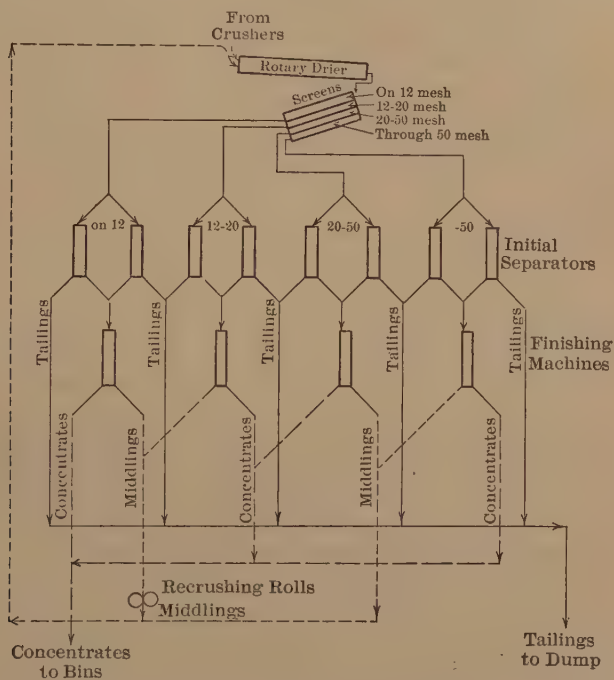 From
Crushers
Rotary Drier
Screens
On 12 mesh
12-20 mesh
20-50 mesh
Through 50 mesh
on 12
12-20
20-50
-50
Initial
Separators
Tailings
Tailings
Tailings
Tailings
Tailings
Finishing
Machines
Concentrates
Middlings
Concentrates
Middlings
Concentrates
Recrushing Rolls
Middlings
Concentrates
to Bins
Tailings
to Dump